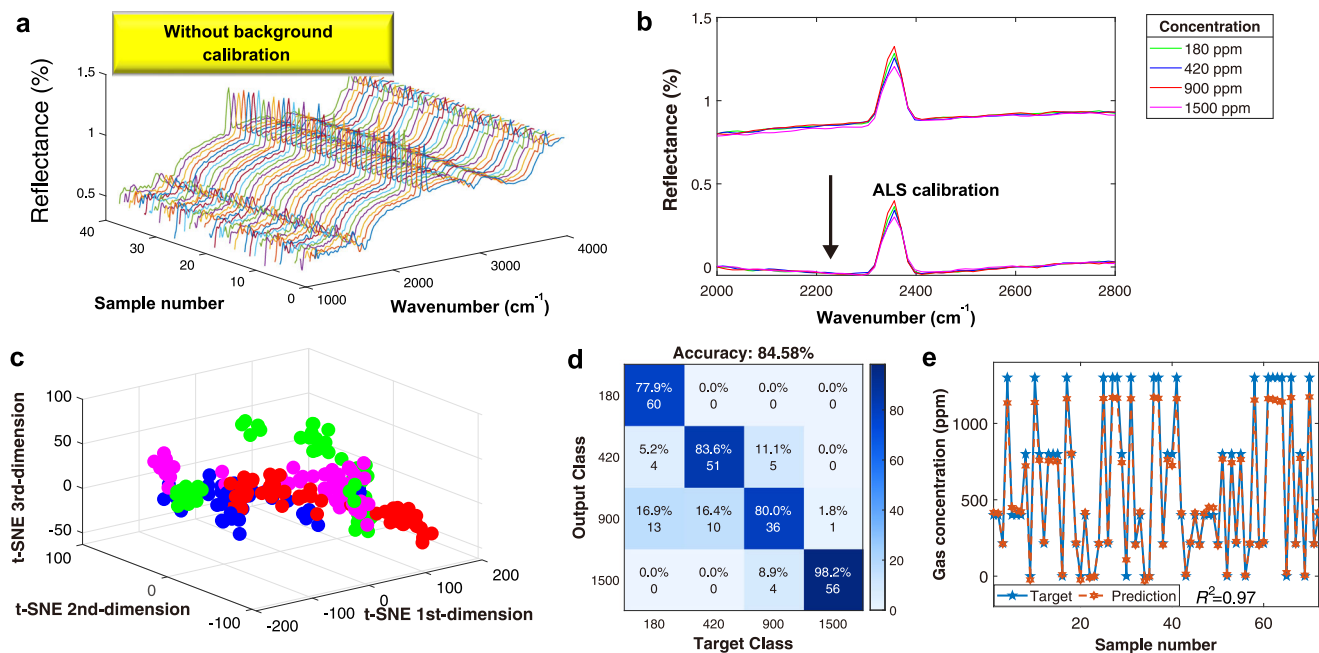 a
Without background
calibration
Reflectance (%)
1.5
1
0.5
40
30
20
10
0
Sample number
1000
2000
3000
4000
Wavenumber (cm⁻¹)
b
Reflectance (%)
1.5
1.0
0.5
0
ALS calibration
2000
2200
2400
2600
2800
Wavenumber (cm⁻¹)
Concentration
180 ppm
420 ppm
900 ppm
1500 ppm
c
t-SNE 3rd-dimension
100
50
0
-50
100
0
-100
t-SNE 2nd-dimension
-200
-100
0
100
200
t-SNE 1st-dimension
d
Accuracy: 84.58%
Output Class
180
77.9% 0.0% 0.0% 0.0%
60 0 0 0
420
5.2% 83.6% 11.1% 0.0%
4 51 5 0
900
16.9% 16.4% 80.0% 1.8%
13 10 36 1
1500
0.0% 0.0% 8.9% 98.2%
0 0 4 56
180 420 900 1500
Target Class
80
60
40
20
0
e
Gas concentration (ppm)
1000
500
0
Target Prediction R²=0.97
20 40 60
Sample number